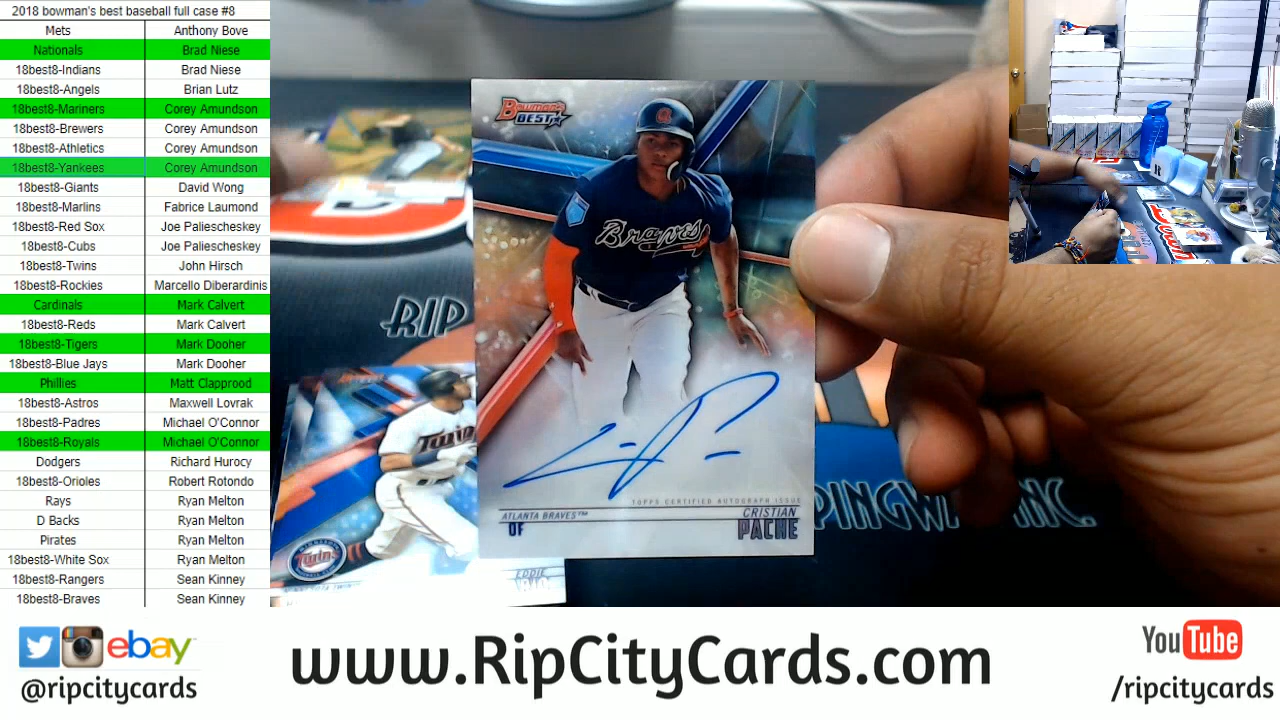 2018 bowman's best baseball full case #8
Mets Anthony Bove
Nationals Brad Niese
18best8-Indians Brad Niese
18best8-Angels Brian Lutz
18best8-Mariners Corey Amundson
18best8-Brewers Corey Amundson
18best8-Athletics Corey Amundson
18best8-Yankees Corey Amundson
18best8-Giants David Wong
18best8-Marlins Fabrice Laumond
18best8-Red Sox Joe Paliescheskey
18best8-Cubs Joe Paliescheskey
18best8-Twins John Hirsch
18best8-Rockies Marcello Diberardinis
Cardinals Mark Calvert
18best8-Reds Mark Calvert
18best8-Tigers Mark Dooher
18best8-Blue Jays Mark Dooher
Phillies Matt Clapprood
18best8-Astros Maxwell Lovrak
18best8-Padres Michael O'Connor
18best8-Royals Michael O'Connor
Dodgers Richard Hurocy
18best8-Orioles Robert Rotondo
Rays Ryan Melton
D Backs Ryan Melton
Pirates Ryan Melton
18best8-White Sox Ryan Melton
18best8-Rangers Sean Kinney
18best8-Braves Sean Kinney
Bowman's
BEST
Braves
TOPPS CERTIFIED AUTOGRAPH ISSUE
ATLANTA BRAVES™
OF
CRISTIAN
PACHE
RIP
Twins
Twins
EDDIE
INC.
ebay
@ripcitycards
www.RipCityCards.com
YouTube
/ripcitycards